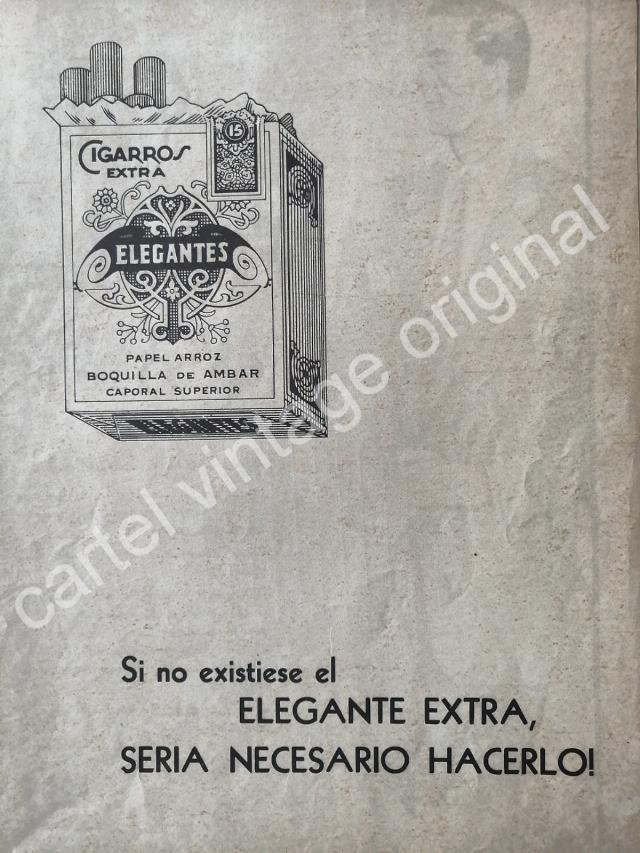 15
CIGARROS
EXTRA
ELEGANTES
PAPEL ARROZ
BOQUILLA DE AMBAR
CAPORAL SUPERIOR
cartel vintage original
Si no existiese el
ELEGANTE EXTRA,
SERIA NECESARIO HACERLO!